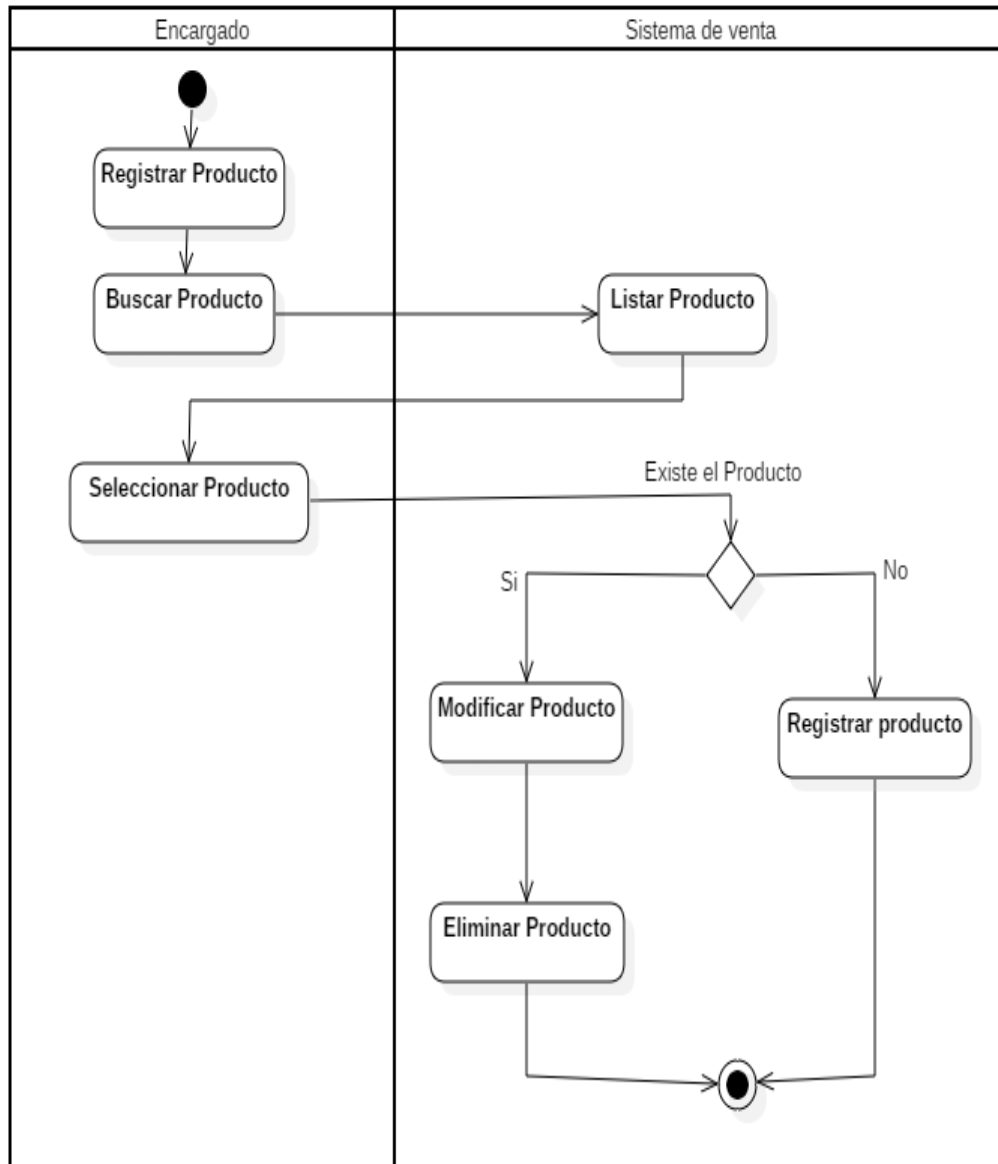 Encargado
Sistema de venta
Registrar Producto
Buscar Producto
Listar Producto
Seleccionar Producto
Existe el Producto
Si
No
Modificar Producto
Registrar producto
Eliminar Producto